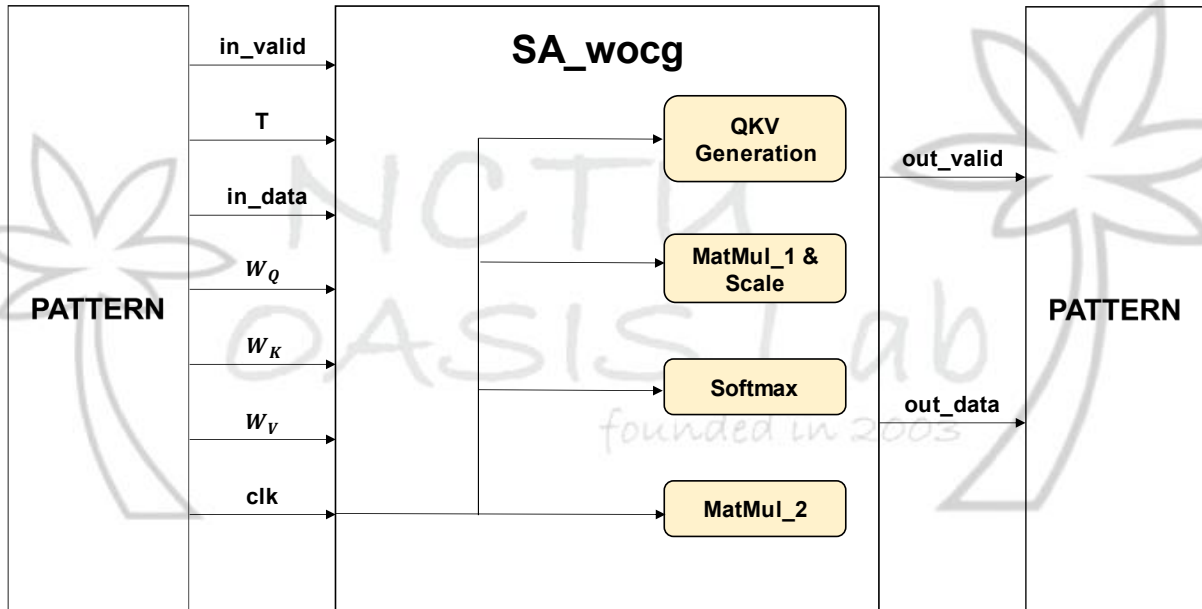 PATTERN
in_valid
T
in_data
W_Q
W_K
W_V
clk
SA_wocg
QKV
Generation
MatMul_1 &
Scale
Softmax
MatMul_2
out_valid
out_data
PATTERN
NCTU
OASIS Lab
founded in 2003